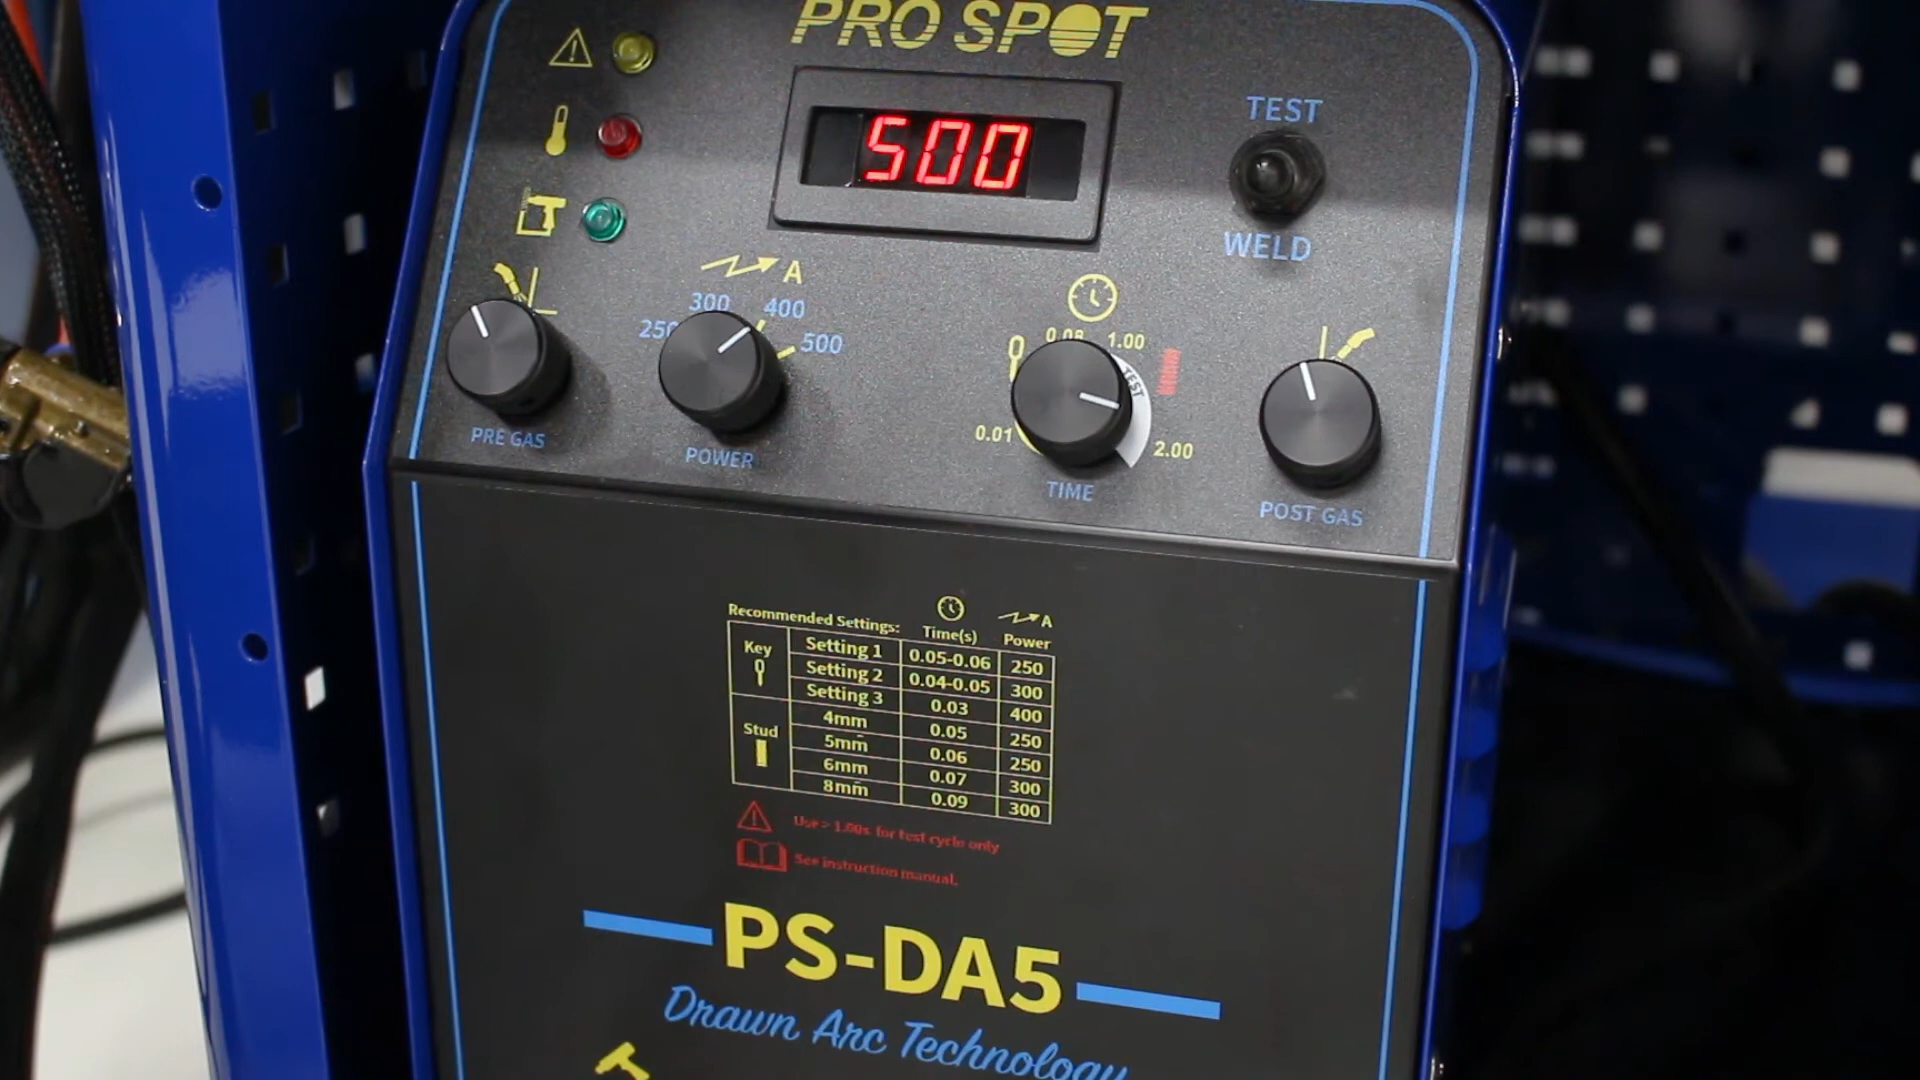 PRO SPOT
500
TEST
WELD
A
250
300
400
500
POWER
PRE GAS
0.01
0.08
1.00
TEST
2.00
TIME
POST GAS
Recommended Settings: Time(s) A Power
Key Setting 1 0.05-0.06 250
Setting 2 0.04-0.05 300
Setting 3 0.03 400
Stud 4mm 0.05 250
5mm 0.06 250
6mm 0.07 300
8mm 0.09 300
Use > 1.00s for test cycle only
See instruction manual.
PS-DA5
Drawn Arc Technology